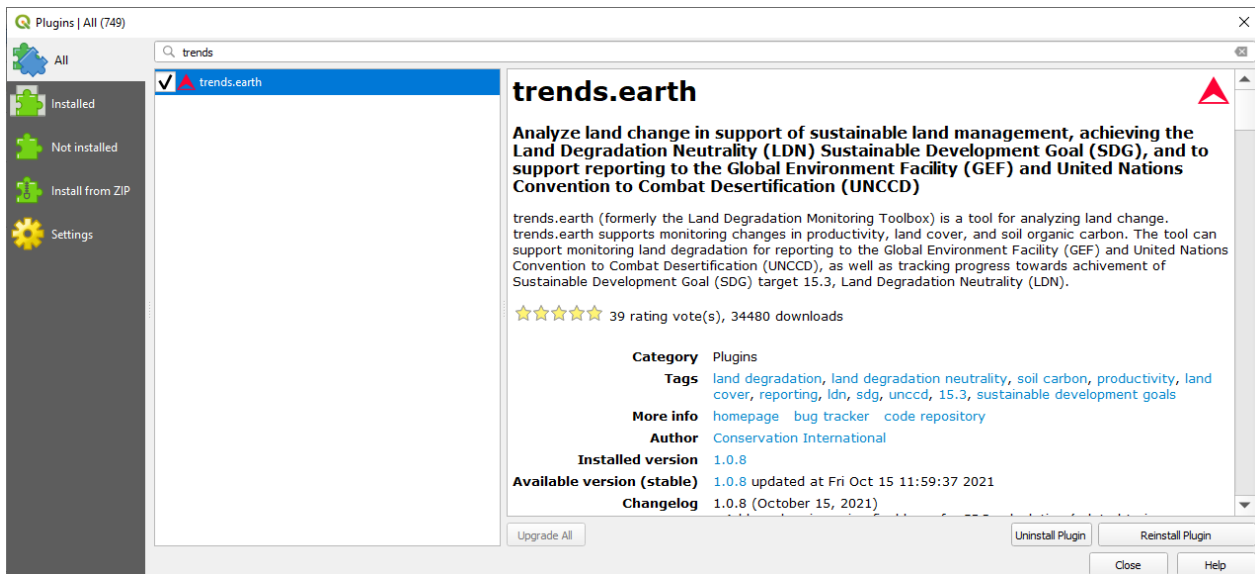 Plugins | All (749)
All
Installed
Not installed
Install from ZIP
Settings
trends
trends.earth
trends.earth
Analyze land change in support of sustainable land management, achieving the
Land Degradation Neutrality (LDN) Sustainable Development Goal (SDG), and to
support reporting to the Global Environment Facility (GEF) and United Nations
Convention to Combat Desertification (UNCCD)
trends.earth (formerly the Land Degradation Monitoring Toolbox) is a tool for analyzing land change.
trends.earth supports monitoring changes in productivity, land cover, and soil organic carbon. The tool can
support monitoring land degradation for reporting to the Global Environment Facility (GEF) and United Nations
Convention to Combat Desertification (UNCCD), as well as tracking progress towards achivement of
Sustainable Development Goal (SDG) target 15.3, Land Degradation Neutrality (LDN).
39 rating vote(s), 34480 downloads
Category Plugins
Tags land degradation, land degradation neutrality, soil carbon, productivity, land
cover, reporting, ldn, sdg, unccd, 15.3, sustainable development goals
More info homepage bug tracker code repository
Author Conservation International
Installed version 1.0.8
Available version (stable) 1.0.8 updated at Fri Oct 15 11:59:37 2021
Changelog 1.0.8 (October 15, 2021)
Upgrade All
Uninstall Plugin
Reinstall Plugin
Close
Help